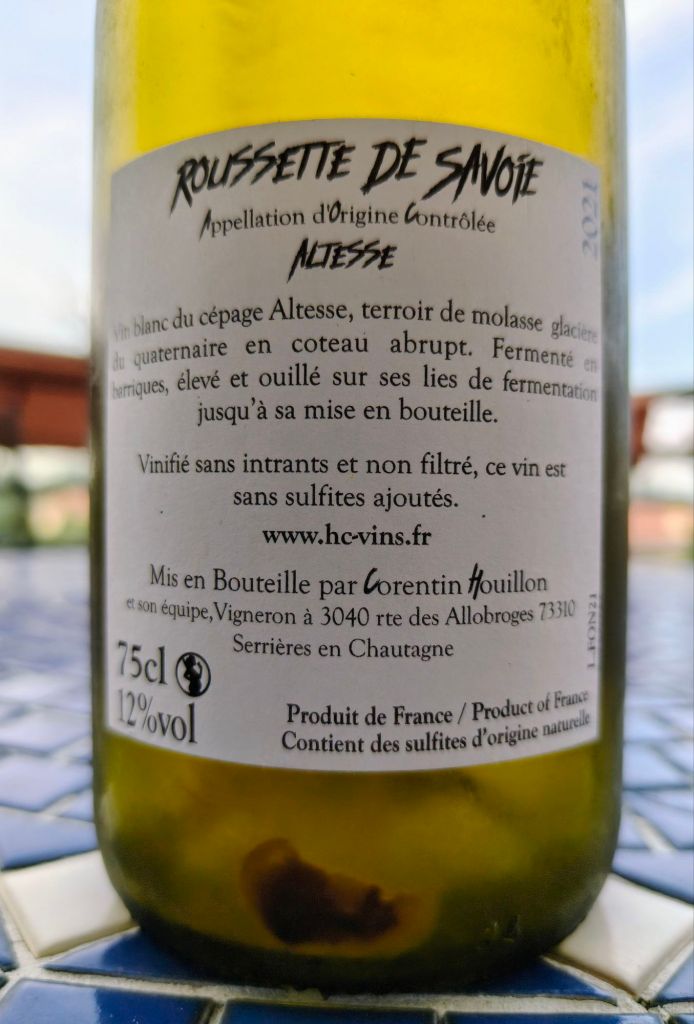 ROUSSETTE DE SAVOIE
Appellation d'Origine Contrôlée
ALTESSE
2021
Vin blanc du cépage Altesse, terroir de molasse glacière
du quaternaire en coteau abrupt. Fermenté en
barriques, élevé et ouillé sur ses lies de fermentation
jusqu'à sa mise en bouteille.
Vinifié sans intrants et non filtré, ce vin est
sans sulfites ajoutés.
www.hc-vins.fr
Mis en Bouteille par Corentin Houillon
et son équipe,Vigneron à 3040 rte des Allobroges 73310
Serrières en Chautagne
L.FON21
75cl
12%vol
Produit de France / Product of France
Contient des sulfites d'origine naturelle